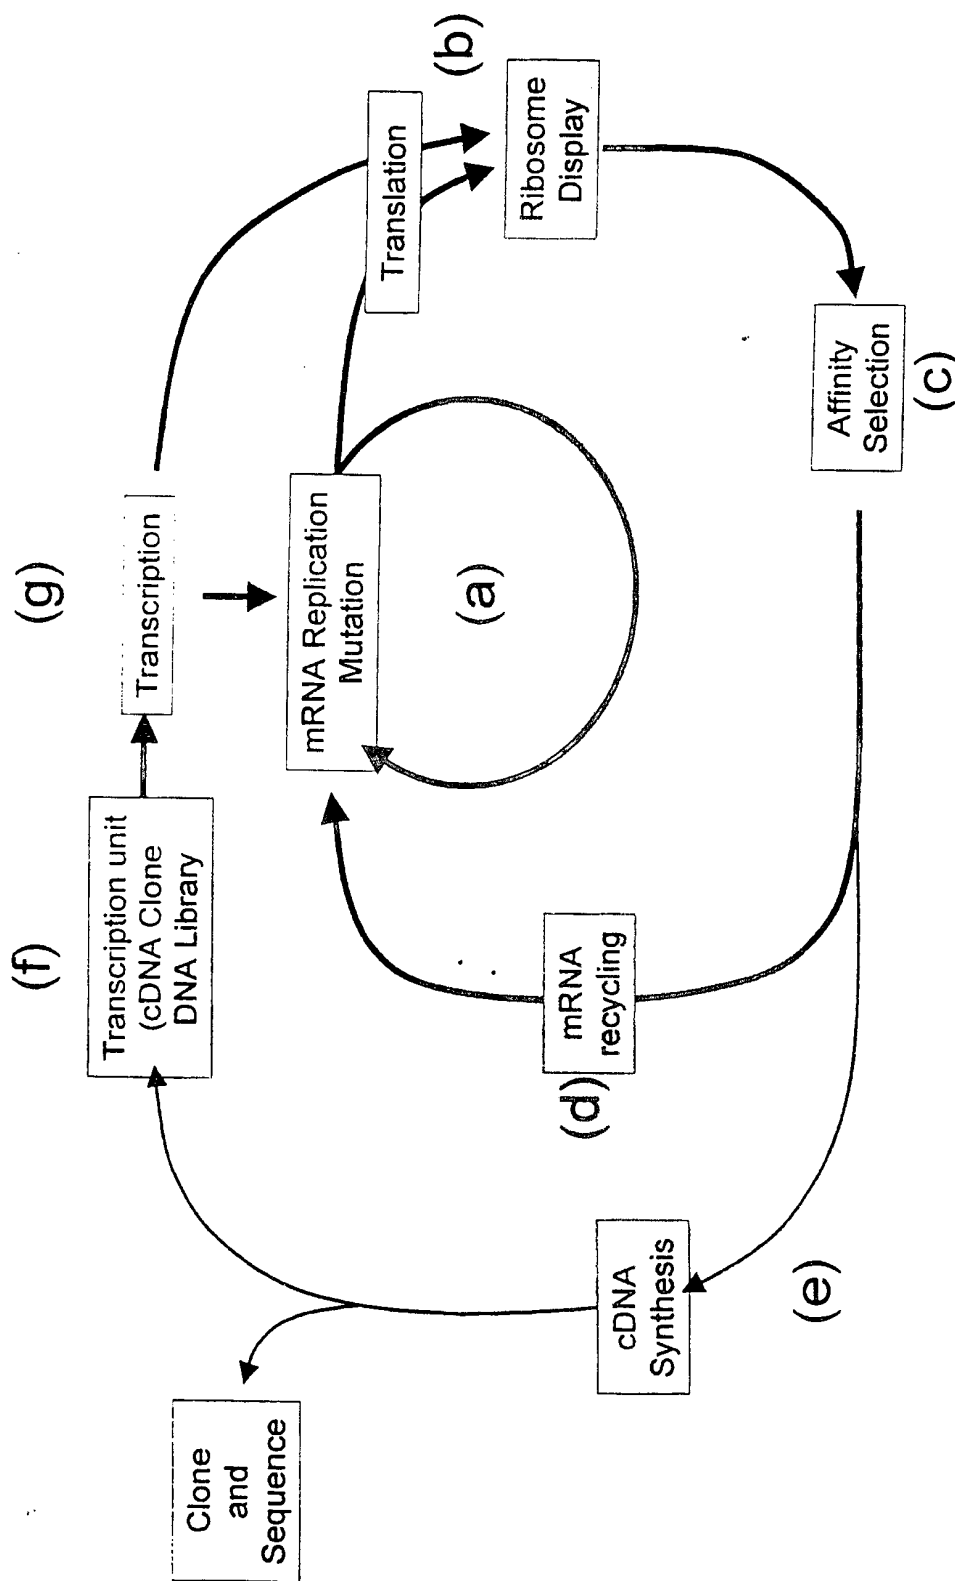 (f)
(g)
Transcription unit
(cDNA Clone
DNA Library
Transcription
Clone
and
Sequence
mRNA Replication
Mutation
Translation
(b)
(a)
Ribosome
Display
(d)
mRNA
recycling
cDNA
Synthesis
(e)
Affinity
Selection
(c)